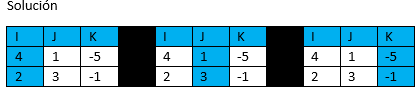 Solución
I J K I J K I J K
4 1 -5 4 1 -5 4 1 -5
2 3 -1 2 3 -1 2 3 -1